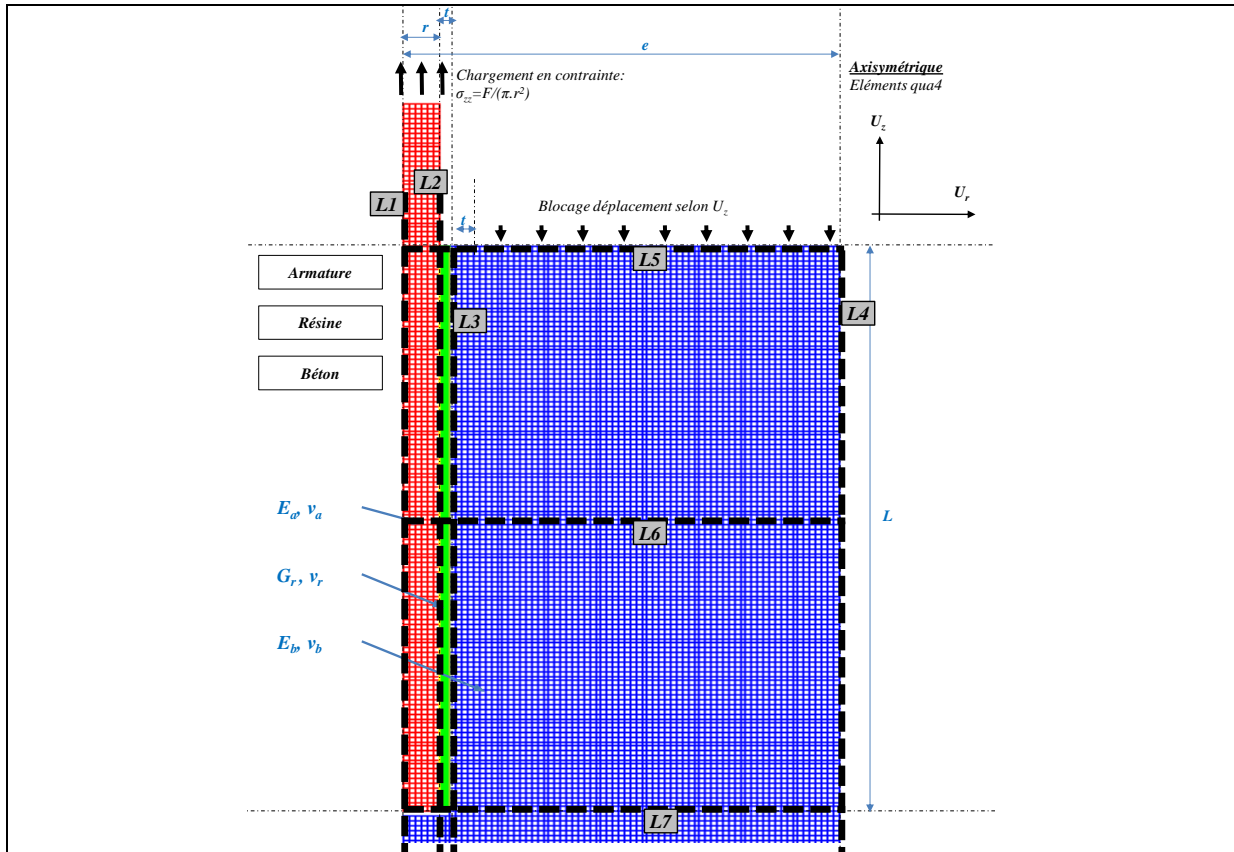 t
r
e
Chargement en contrainte:
σzz=F/(π.r²)
Axisymétrique
Eléments qua4
Uz
Ur
L2
L1
t
Blocage déplacement selon Uz
L5
Armature
Résine
Béton
L3
L4
Ea, νa
L
L6
Gr, νr
Eb, νb
L7